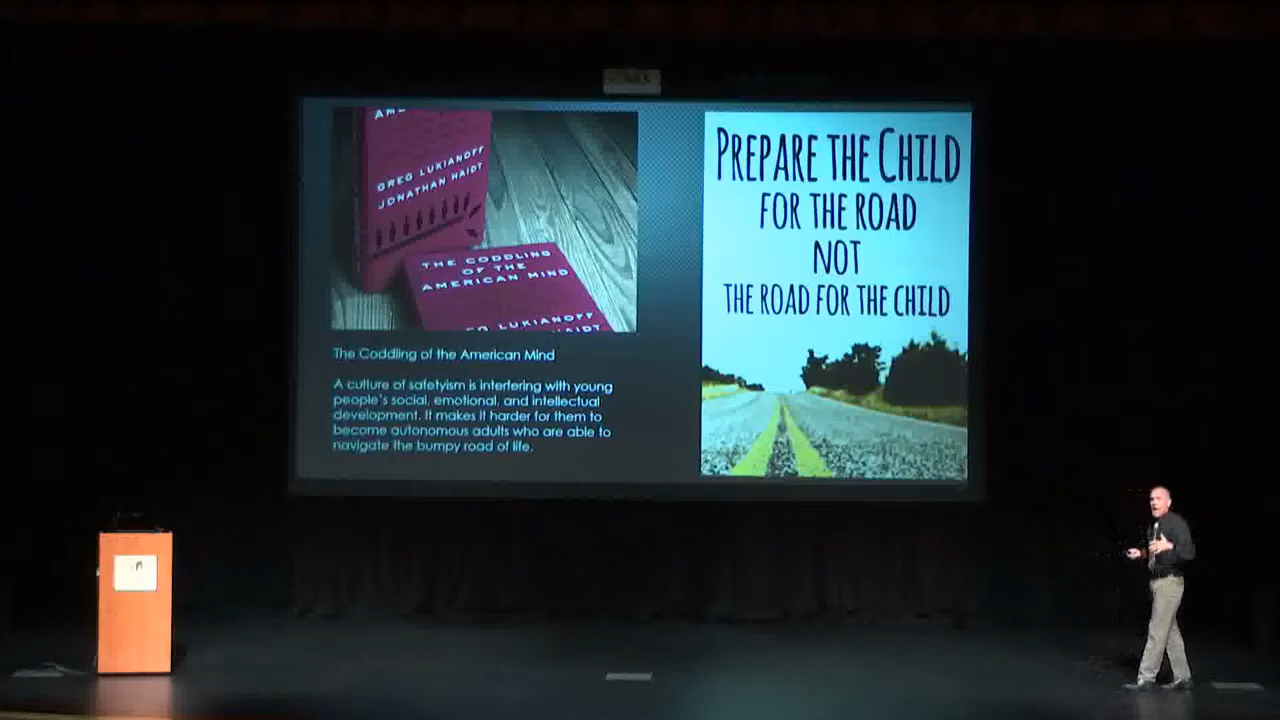 GREG LUKIANOFF
JONATHAN HAIDT
THE CODDLING
OF THE
AMERICAN MIND
LUKIANOFF
The Coddling of the American Mind
A culture of safetyism is interfering with young
people's social, emotional, and intellectual
development. It makes it harder for them to
become autonomous adults who are able to
navigate the bumpy road of life.
PREPARE THE CHILD
FOR THE ROAD
NOT
THE ROAD FOR THE CHILD